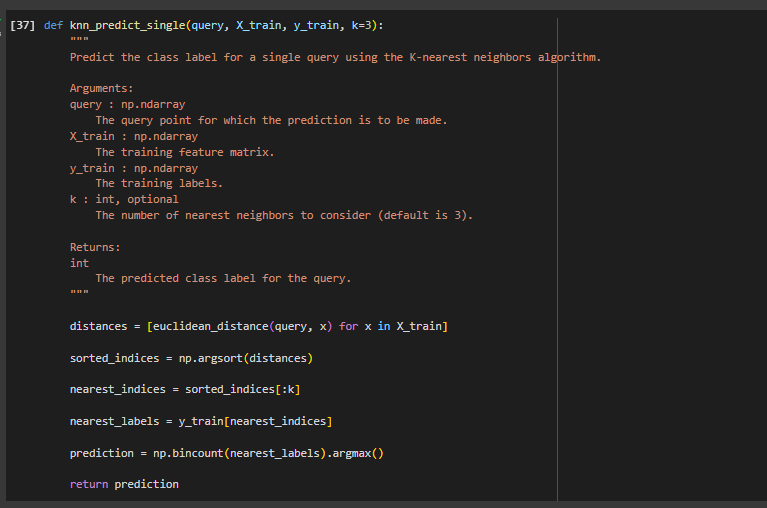 [37] def knn_predict_single(query, X_train, y_train, k=3):
"""
Predict the class label for a single query using the K-nearest neighbors algorithm.
Arguments:
query : np.ndarray
The query point for which the prediction is to be made.
X_train : np.ndarray
The training feature matrix.
y_train : np.ndarray
The training labels.
k : int, optional
The number of nearest neighbors to consider (default is 3).
Returns:
int
The predicted class label for the query.
"""
distances = [euclidean_distance(query, x) for x in X_train]
sorted_indices = np.argsort(distances)
nearest_indices = sorted_indices[:k]
nearest_labels = y_train[nearest_indices]
prediction = np.bincount(nearest_labels).argmax()
return prediction